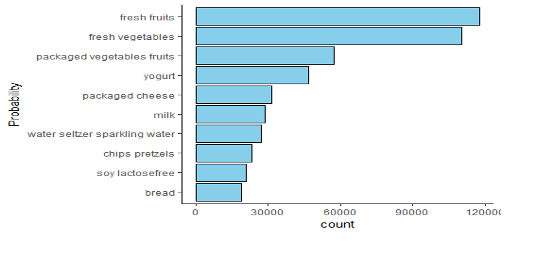 fresh fruits
fresh vegetables
packaged vegetables fruits
yogurt
packaged cheese
milk
water seltzer sparkling water
chips pretzels
soy lactosefree
bread
Probability
0 30000 60000 90000 120000
count